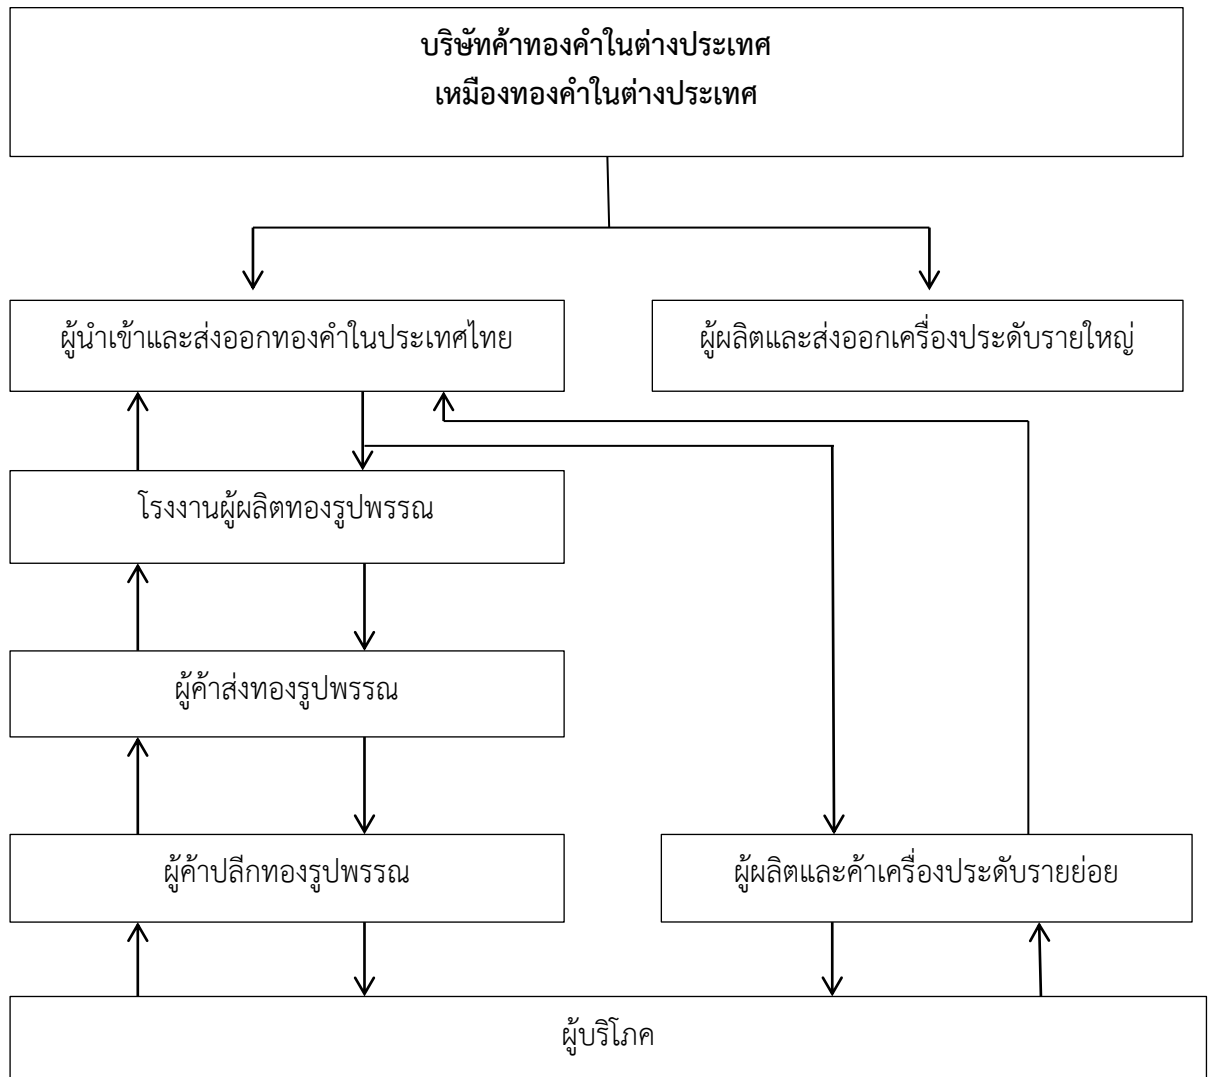 บริษัทค้าทองคำในต่างประเทศ
เหมืองทองคำในต่างประเทศ
ผู้นำเข้าและส่งออกทองคำในประเทศไทย
ผู้ผลิตและส่งออกเครื่องประดับรายใหญ่
โรงงานผู้ผลิตทองรูปพรรณ
ผู้ค้าส่งทองรูปพรรณ
ผู้ค้าปลีกทองรูปพรรณ
ผู้ผลิตและค้าเครื่องประดับรายย่อย
ผู้บริโภค